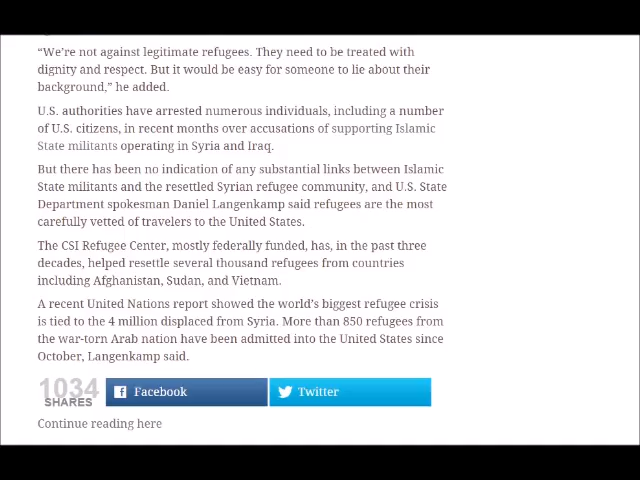 “We’re not against legitimate refugees. They need to be treated with
dignity and respect. But it would be easy for someone to lie about their
background,” he added.
U.S. authorities have arrested numerous individuals, including a number
of U.S. citizens, in recent months over accusations of supporting Islamic
State militants operating in Syria and Iraq.
But there has been no indication of any substantial links between Islamic
State militants and the resettled Syrian refugee community, and U.S. State
Department spokesman Daniel Langenkamp said refugees are the most
carefully vetted of travelers to the United States.
The CSI Refugee Center, mostly federally funded, has, in the past three
decades, helped resettle several thousand refugees from countries
including Afghanistan, Sudan, and Vietnam.
A recent United Nations report showed the world’s biggest refugee crisis
is tied to the 4 million displaced from Syria. More than 850 refugees from
the war-torn Arab nation have been admitted into the United States since
October, Langenkamp said.
1034
SHARES
Facebook
Twitter
Continue reading here